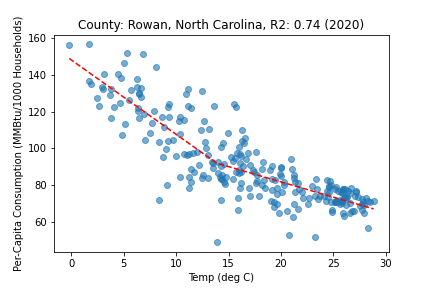 County: Rowan, North Carolina, R2: 0.74 (2020)
Per-Capita Consumption (MMBtu/1000 Households)
160
140
120
100
80
60
0 5 10 15 20 25 30
Temp (deg C)